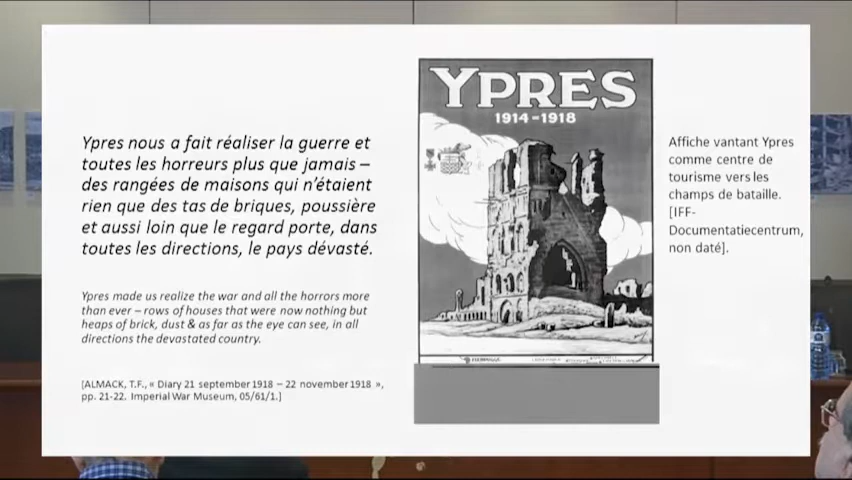 Ypres nous a fait réaliser la guerre et
toutes les horreurs plus que jamais –
des rangées de maisons qui n'étaient
rien que des tas de briques, poussière
et aussi loin que le regard porte, dans
toutes les directions, le pays dévasté.
Ypres made us realize the war and all the horrors more
than ever – rows of houses that were now nothing but
heaps of brick, dust & as far as the eye can see, in all
directions the devastated country.
[ALMACK, T.F., « Diary 21 september 1918 – 22 november 1918 »,
pp. 21-22. Imperial War Museum, 05/61/1.]
YPRES
1914-1918
Affiche vantant Ypres
comme centre de
tourisme vers les
champs de bataille.
[IFF-
Documentatiecentrum,
non daté].